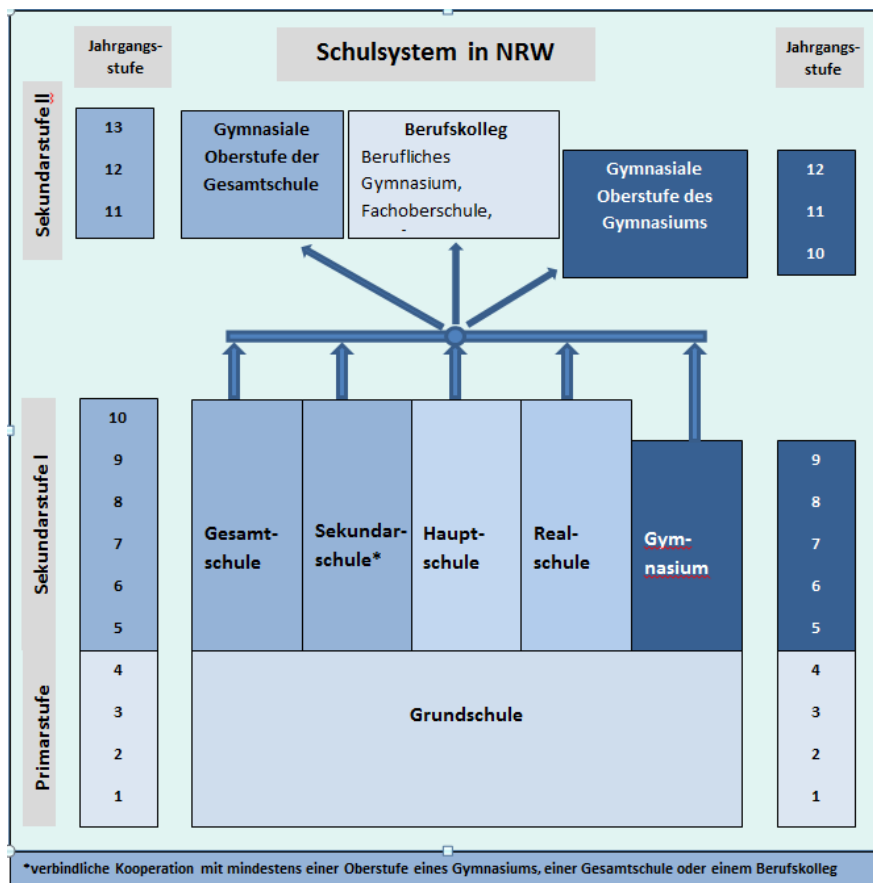 Jahrgangs-
stufe
Schulsystem in NRW
Jahrgangs-
stufe
Sekundarstufe II
13
12
11
Gymnasiale
Oberstufe der
Gesamtschule
Berufskolleg
Berufliches
Gymnasium,
Fachoberschule,
Gymnasiale
Oberstufe des
Gymnasiums
12
11
10
Sekundarstufe I
10
9
8
7
6
5
Gesamt-
schule
Sekundar-
schule*
Haupt-
schule
Real-
schule
Gym-
nasium
9
8
7
6
5
Primarstufe
4
3
2
1
Grundschule
4
3
2
1
*verbindliche Kooperation mit mindestens einer Oberstufe eines Gymnasiums, einer Gesamtschule oder einem Berufskolleg